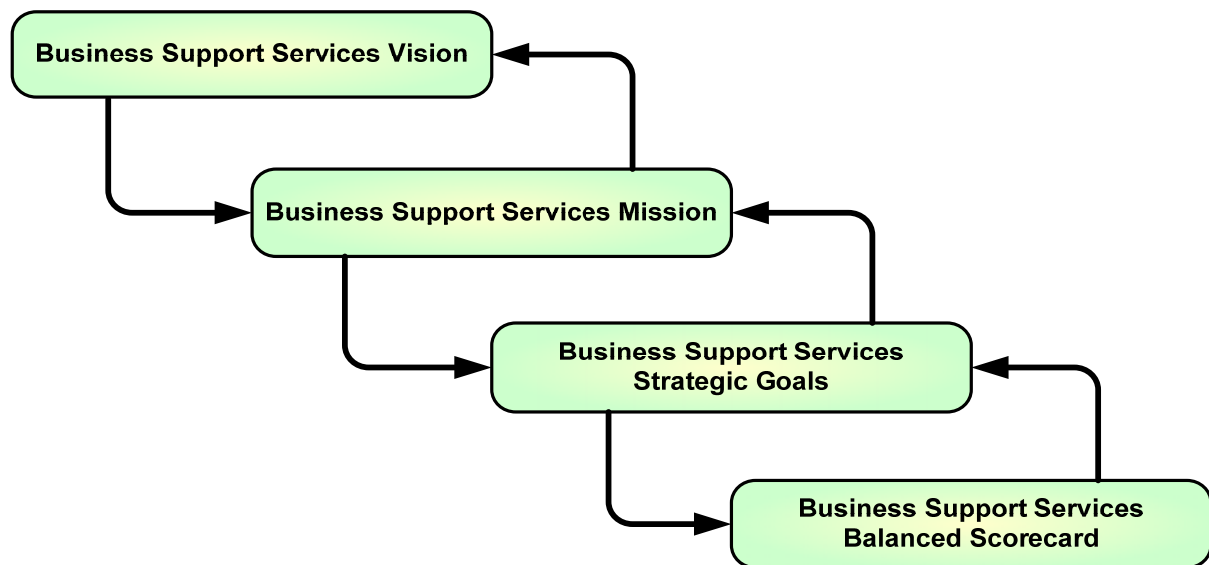 Business Support Services Vision
Business Support Services Mission
Business Support Services
Strategic Goals
Business Support Services
Balanced Scorecard